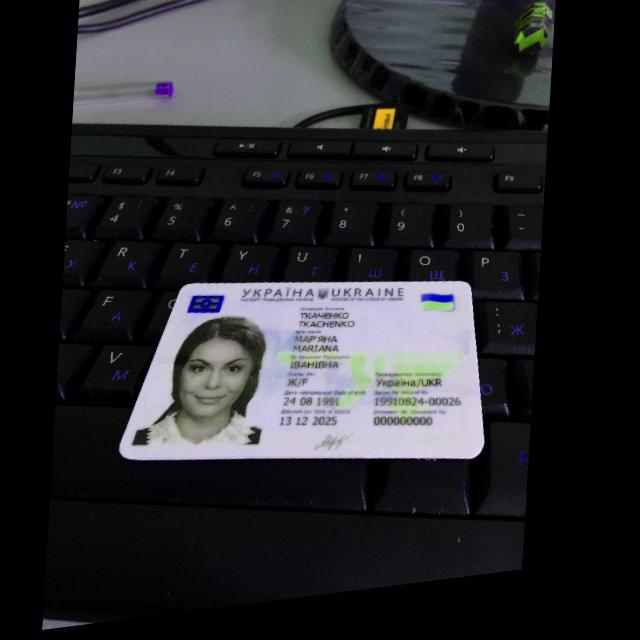 F3 F4 F5 F6 F7 F8 F9
№ $ 4 % 5 ^ 6 & ? 7 * 8 ( 9 ) 0
R К T Е Y Н U Г I Ш O Щ P З
F А : Ж
V М
УКРАЇНА UKRAINE
ТКАЧЕНКО
TKACHENKO
МАР'ЯНА
MARIANA
ІВАНІВНА
Ж/F Україна/UKR
24 08 1991 19910824-00026
13 12 2025 000000000